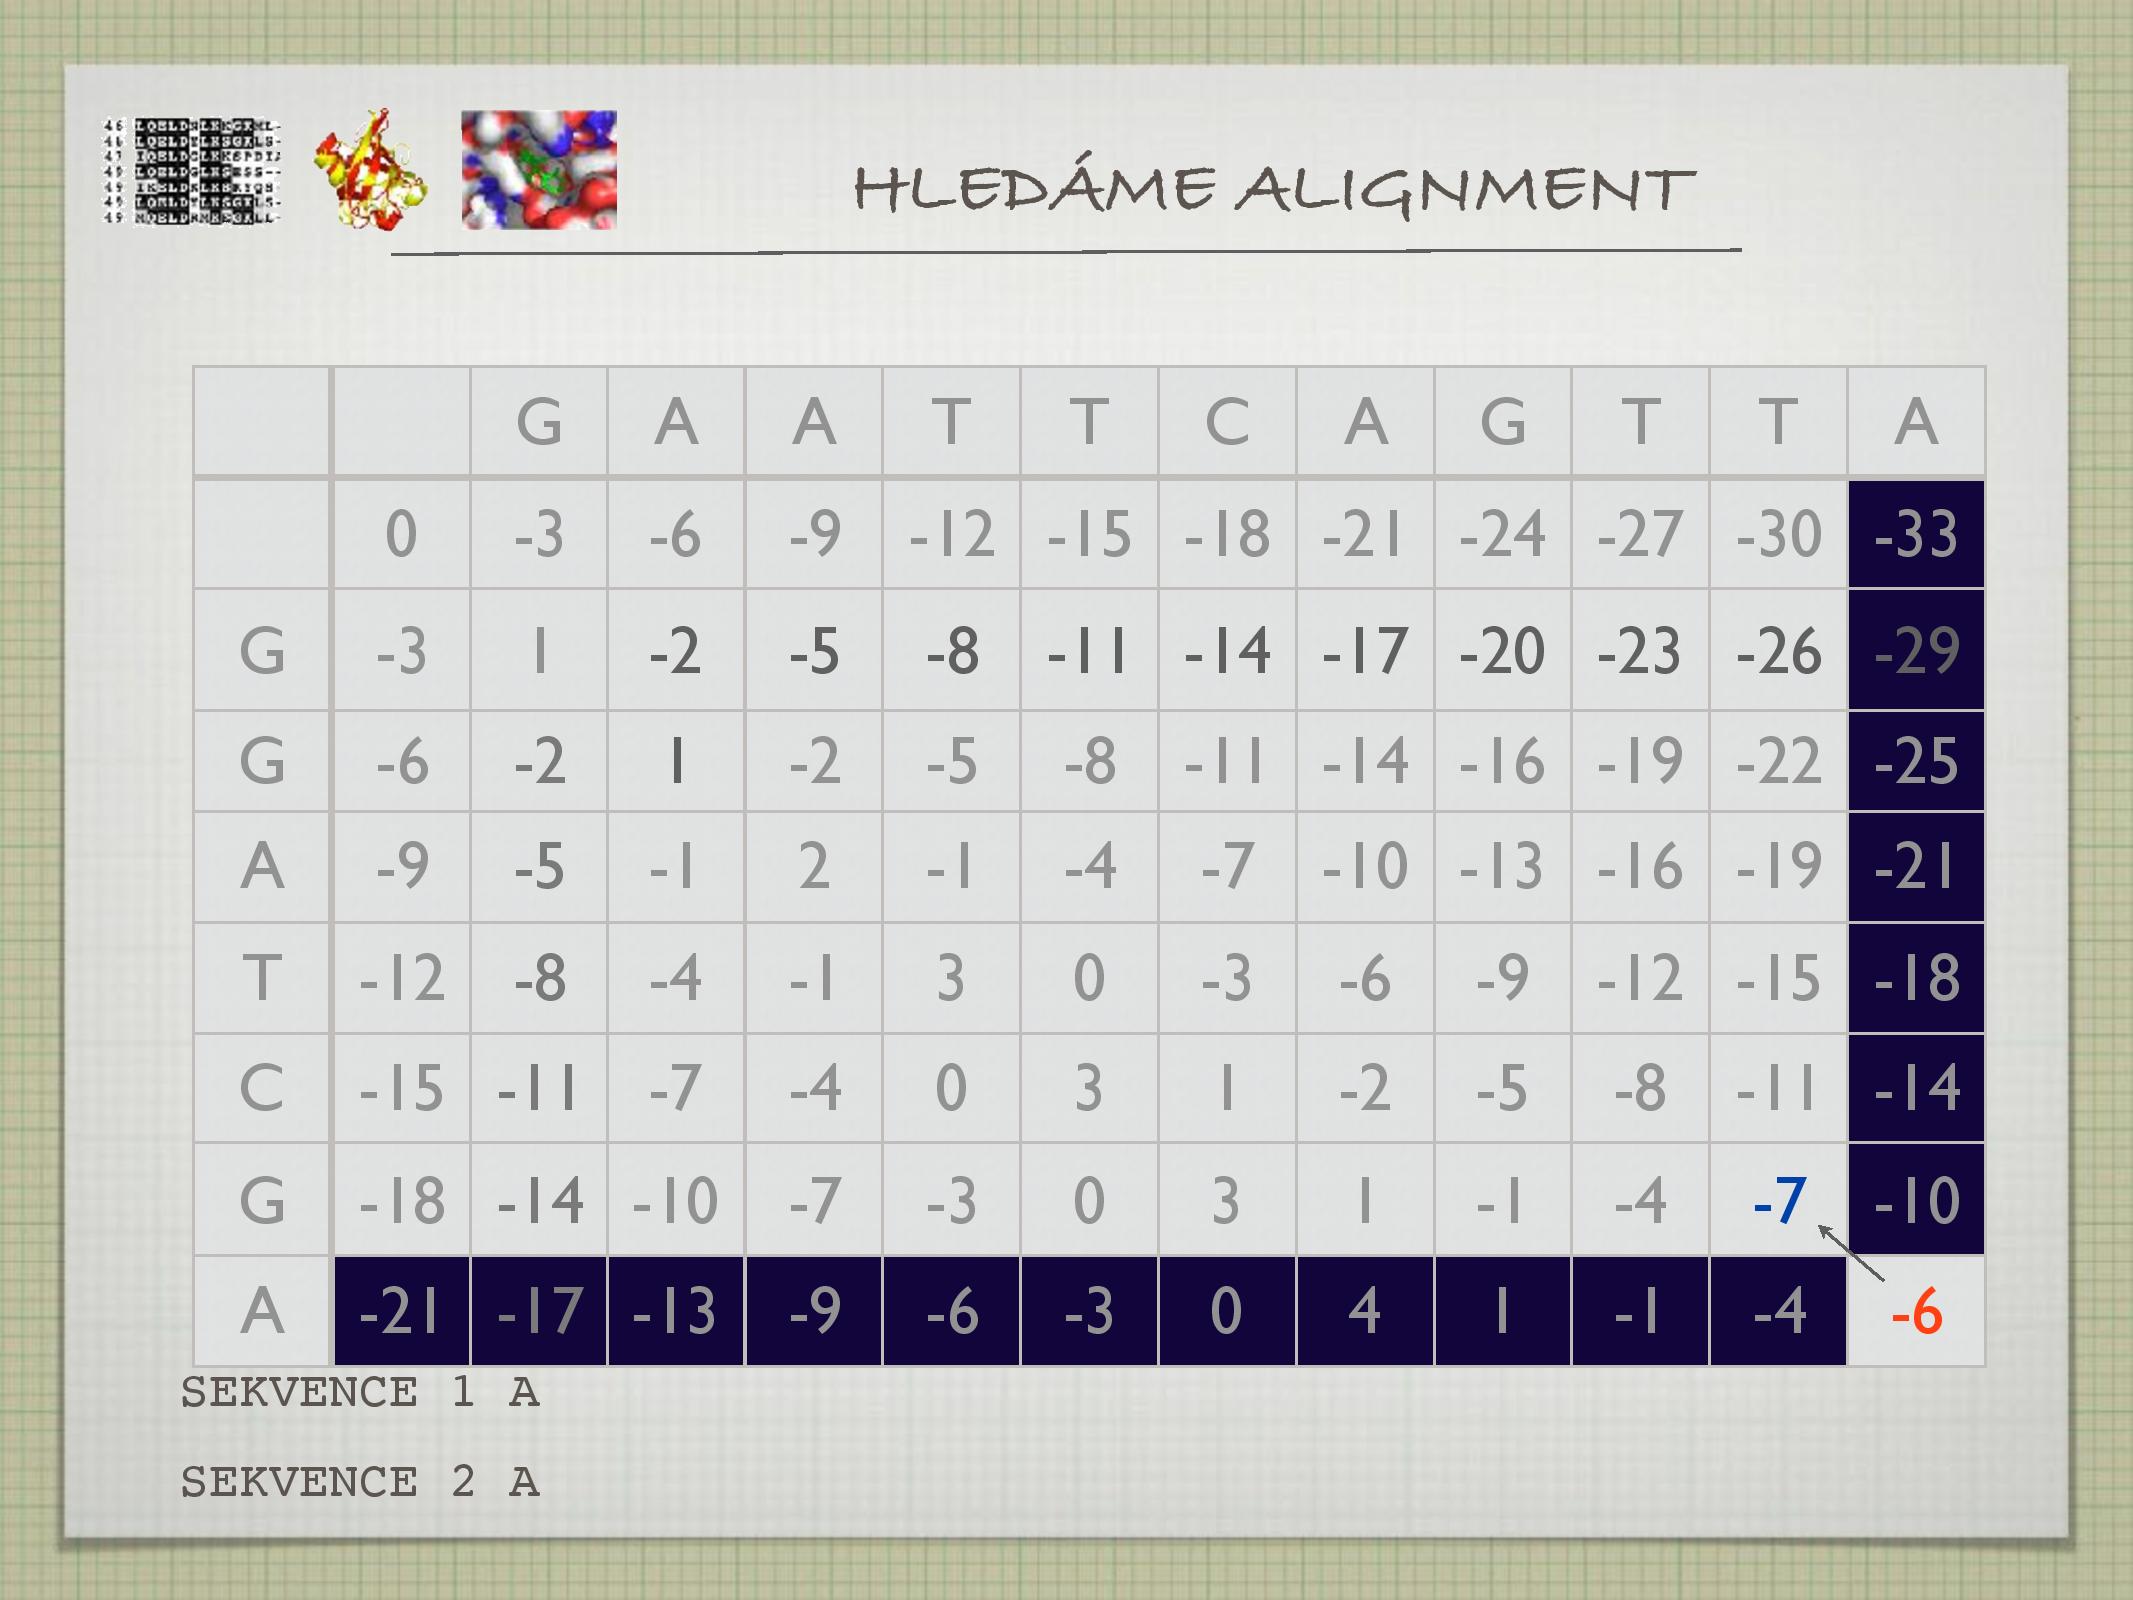 HLEDÁME ALIGNMENT
G A A T T C A G T T A
0 -3 -6 -9 -12 -15 -18 -21 -24 -27 -30 -33
G -3 1 -2 -5 -8 -11 -14 -17 -20 -23 -26 -29
G -6 -2 1 -2 -5 -8 -11 -14 -16 -19 -22 -25
A -9 -5 -1 2 -1 -4 -7 -10 -13 -16 -19 -21
T -12 -8 -4 -1 3 0 -3 -6 -9 -12 -15 -18
C -15 -11 -7 -4 0 3 1 -2 -5 -8 -11 -14
G -18 -14 -10 -7 -3 0 3 1 -1 -4 -7 -10
A -21 -17 -13 -9 -6 -3 0 4 1 -1 -4 -6
SEKVENCE 1 A
SEKVENCE 2 A